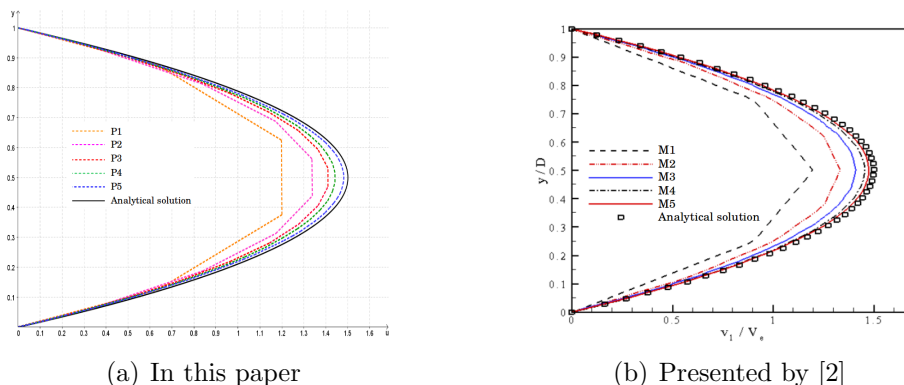 y
1
0.9
0.8
0.7
0.6
0.5
0.4
0.3
0.2
0.1
P1
P2
P3
P4
P5
Analytical solution
0 0.1 0.2 0.3 0.4 0.5 0.6 0.7 0.8 0.9 1 1.1 1.2 1.3 1.4 1.5 1.6 u
(a) In this paper
1
0.9
0.8
0.7
0.6
0.5
0.4
0.3
0.2
0.1
0
y / D
M1
M2
M3
M4
M5
Analytical solution
0 0.5 1 1.5
v₁ / Vₑ
(b) Presented by [2]